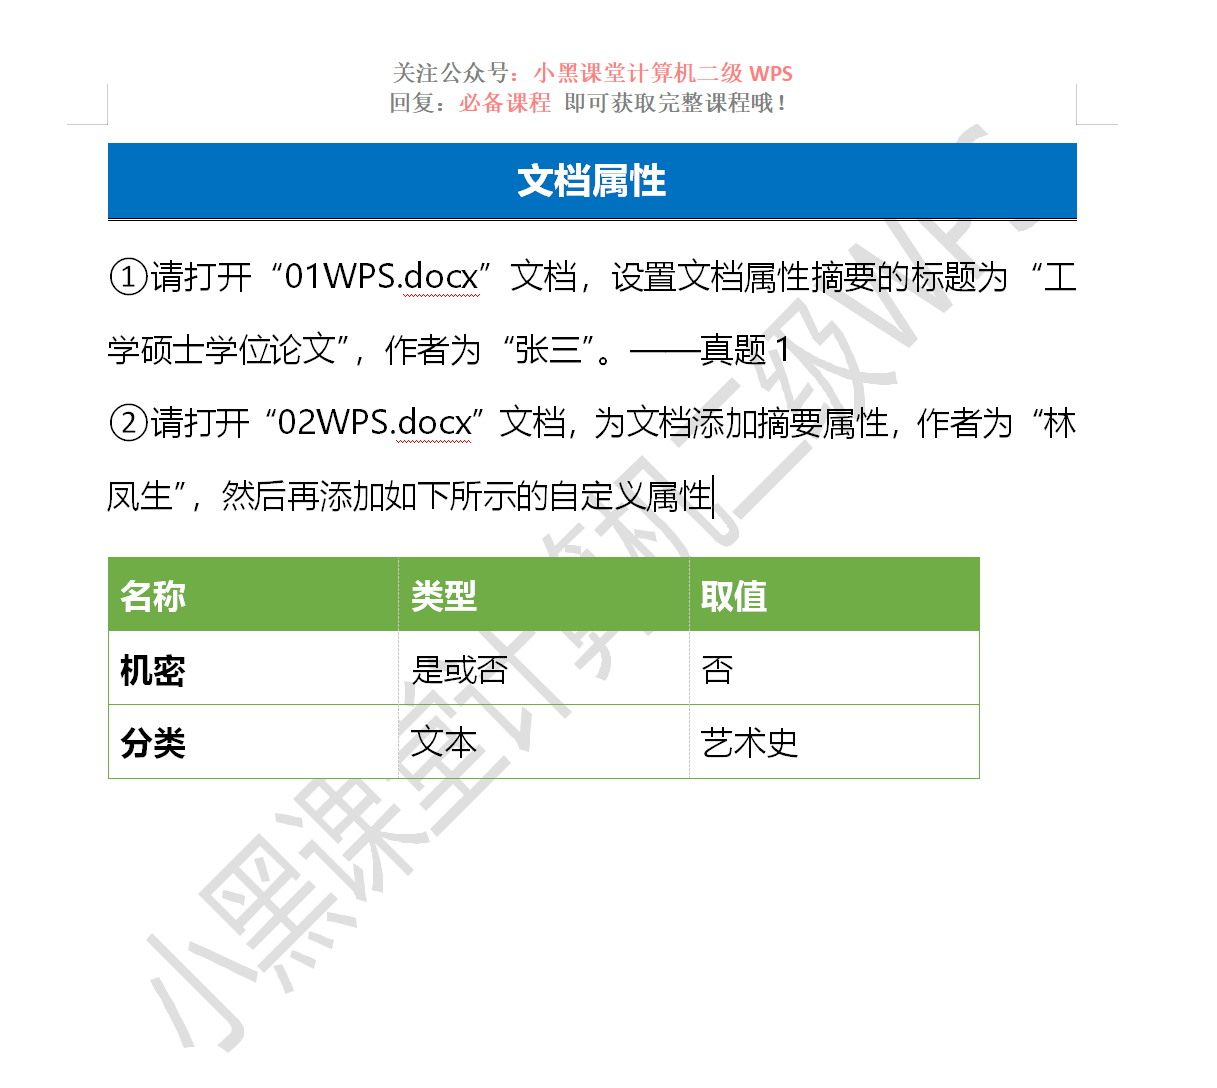 关注公众号：小黑课堂计算机二级 WPS
回复：必备课程 即可获取完整课程哦！
文档属性
①请打开“01WPS.docx”文档，设置文档属性摘要的标题为“工
学硕士学位论文”，作者为“张三”。——真题 1
②请打开“02WPS.docx”文档，为文档添加摘要属性，作者为“林
凤生”，然后再添加如下所示的自定义属性
名称 类型 取值
机密 是或否 否
分类 文本 艺术史
小黑课堂计算机二级WPS